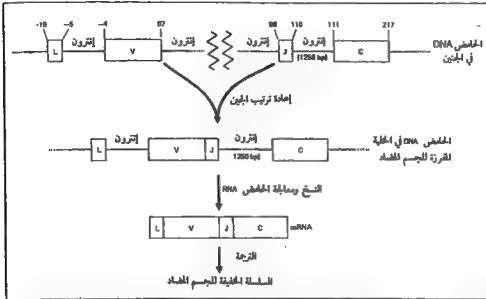 -19 -5 -4 97 98 110 111 217
إنترون إنترون إنترون إنترون
L V J C
(1250 bp)
الحامض DNA
في الجنين
إعادة ترتيب الجين
إنترون إنترون
L V J C
1250 bp)
الحامض DNA في الخلية
المفرزة للجسم المضاد
النسخ ومعالجة الحامض RNA
L V J C mRNA
الترجمة
السلسلة الخفيفة للجسم المضاد